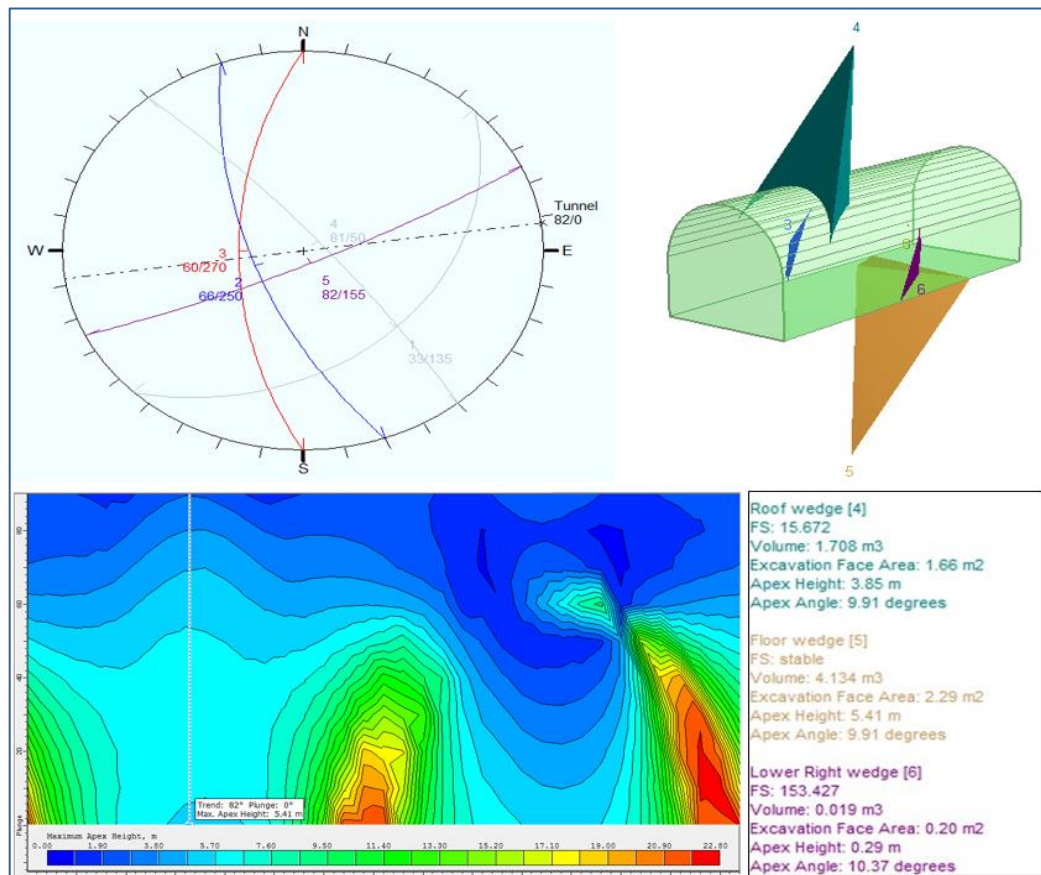 N
Tunnel
82/0
4
81/50
W
E
3
60/270
2
66/250
5
82/155
1
33/135
S
4
3
8
6
5
80
60
40
20
Plunge
Trend: 82° Plunge: 0°
Max. Apex Height: 5.41 m
Maximum Apex Height, m
0.00 1.90 3.80 5.70 7.60 9.50 11.40 13.30 15.20 17.10 19.00 20.90 22.80
Roof wedge [4]
FS: 15.672
Volume: 1.708 m3
Excavation Face Area: 1.66 m2
Apex Height: 3.85 m
Apex Angle: 9.91 degrees
Floor wedge [5]
FS: stable
Volume: 4.134 m3
Excavation Face Area: 2.29 m2
Apex Height: 5.41 m
Apex Angle: 9.91 degrees
Lower Right wedge [6]
FS: 153.427
Volume: 0.019 m3
Excavation Face Area: 0.20 m2
Apex Height: 0.29 m
Apex Angle: 10.37 degrees